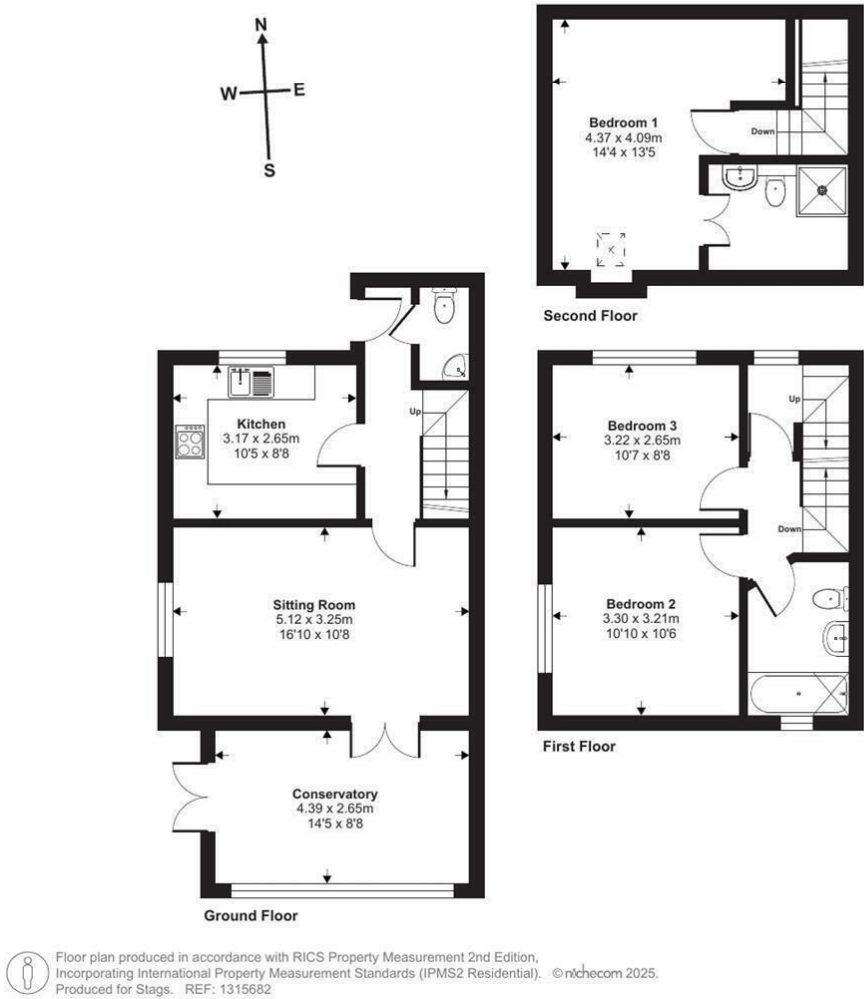 N
W E
S
Bedroom 1
4.37 x 4.09m
14'4 x 13'5
Down
Second Floor
Up
Kitchen
3.17 x 2.65m
10'5 x 8'8
Sitting Room
5.12 x 3.25m
16'10 x 10'8
Conservatory
4.39 x 2.65m
14'5 x 8'8
Ground Floor
Up
Bedroom 3
3.22 x 2.65m
10'7 x 8'8
Down
Bedroom 2
3.30 x 3.21m
10'10 x 10'6
First Floor
Floor plan produced in accordance with RICS Property Measurement 2nd Edition,
Incorporating International Property Measurement Standards (IPMS2 Residential). © nichecom 2025.
Produced for Stags. REF: 1315682